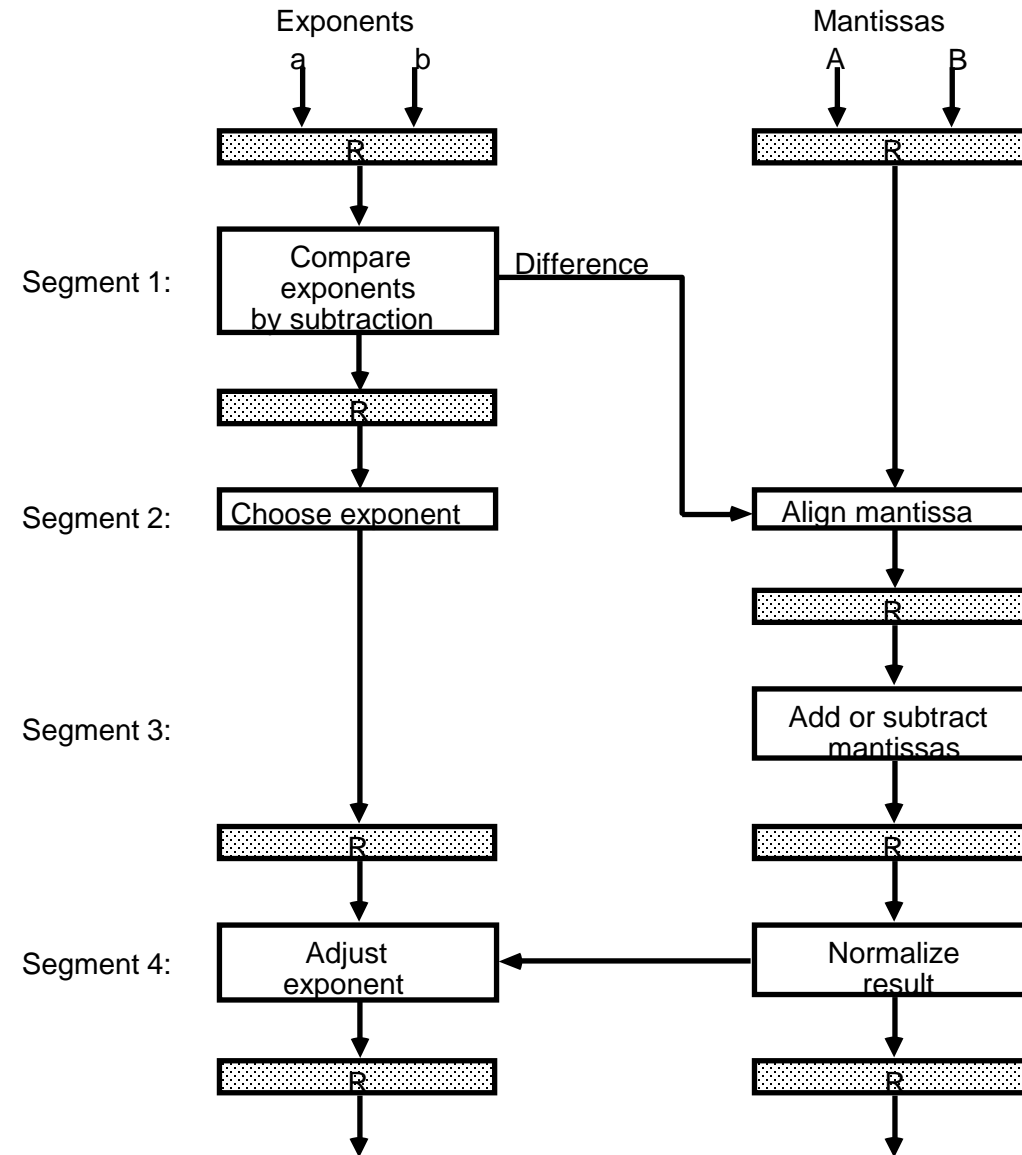 Exponents
Mantissas
a
b
A
B
R
R
Segment 1:
Compare
exponents
by subtraction
Difference
R
Segment 2:
Choose exponent
Align mantissa
R
Segment 3:
Add or subtract
mantissas
R
R
Segment 4:
Adjust
exponent
Normalize
result
R
R